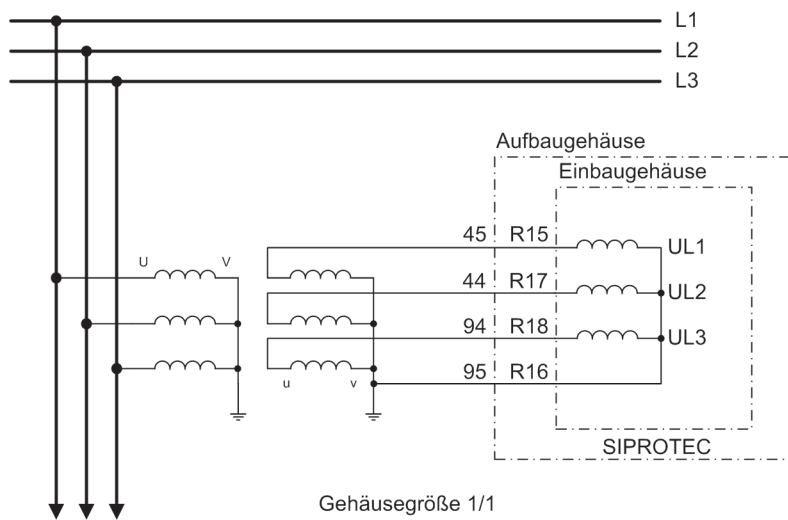 L1
L2
L3
Aufbaugehäuse
Einbaugehäuse
45 R15 UL1
U V
44 R17 UL2
94 R18 UL3
95 R16
u v
SIPROTEC
Gehäusegröße 1/1